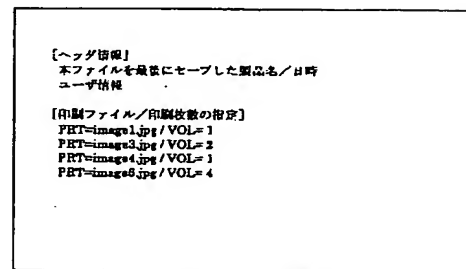 [ヘッダ情報]
本ファイルを最後にセーブした製品名／日時
ユーザ情報
[印刷ファイル／印刷枚数の指定]
PRT=image1.jpg / VOL= 1
PRT=image3.jpg / VOL= 2
PRT=image4.jpg / VOL= 1
PRT=image6.jpg / VOL= 4